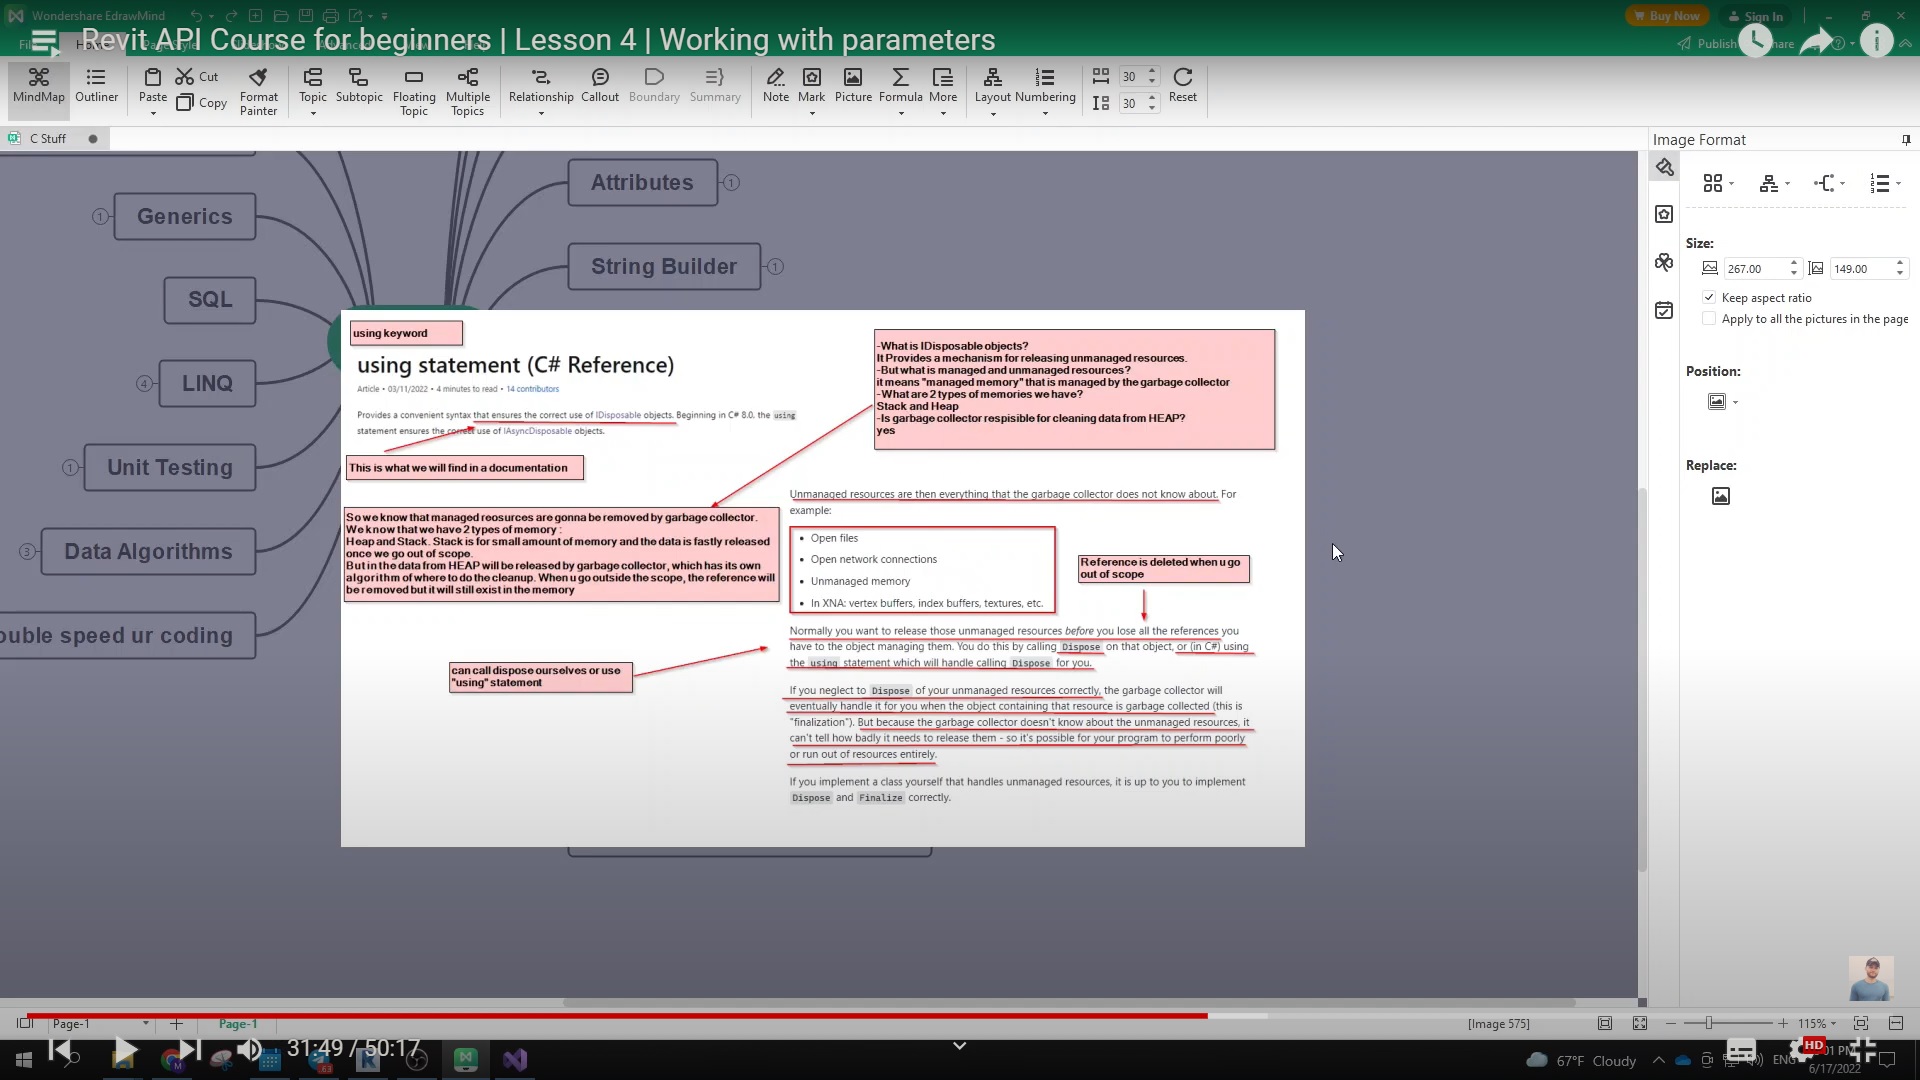 Wondershare EdrawMind
Buy Now
Sign In
Revit API Course for beginners | Lesson 4 | Working with parameters
Publish
MindMap
Outliner
Paste
Cut
Copy
Format Painter
Topic
Subtopic
Floating Topic
Multiple Topics
Relationship
Callout
Boundary
Summary
Note
Mark
Picture
Formula
More
Layout
Numbering
30
30
Reset
C Stuff
Image Format
Attributes
1
1
Generics
String Builder
1
SQL
4
LINQ
1
Unit Testing
3
Data Algorithms
ouble speed ur coding
using keyword
using statement (C# Reference)
Article • 03/11/2022 • 4 minutes to read • 14 contributors
Provides a convenient syntax that ensures the correct use of IDisposable objects. Beginning in C# 8.0, the using
statement ensures the correct use of IAsyncDisposable objects.
This is what we will find in a documentation
-What is IDisposable objects?
It Provides a mechanism for releasing unmanaged resources.
-But what is managed and unmanaged resources?
it means "managed memory" that is managed by the garbage collector
-What are 2 types of memories we have?
Stack and Heap
-Is garbage collector respisible for cleaning data from HEAP?
yes
So we know that managed reosurces are gonna be removed by garbage collector.
We know that we have 2 types of memory :
Heap and Stack. Stack is for small amount of memory and the data is fastly released
once we go out of scope.
But in the data from HEAP will be released by garbage collector, which has its own
algorithm of where to do the cleanup. When u go outside the scope, the reference will
be removed but it will still exist in the memory
Unmanaged resources are then everything that the garbage collector does not know about. For
example:
• Open files
• Open network connections
• Unmanaged memory
• In XNA: vertex buffers, index buffers, textures, etc.
Reference is deleted when u go
out of scope
Normally you want to release those unmanaged resources before you lose all the references you
have to the object managing them. You do this by calling Dispose on that object, or (in C#) using
the using statement which will handle calling Dispose for you.
can call dispose ourselves or use
"using" statement
If you neglect to Dispose of your unmanaged resources correctly, the garbage collector will
eventually handle it for you when the object containing that resource is garbage collected (this is
"finalization"). But because the garbage collector doesn't know about the unmanaged resources, it
can't tell how badly it needs to release them - so it's possible for your program to perform poorly
or run out of resources entirely.
If you implement a class yourself that handles unmanaged resources, it is up to you to implement
Dispose and Finalize correctly.
Size:
267.00
149.00
Keep aspect ratio
Apply to all the pictures in the page
Position:
Replace:
Page-1
Page-1
[Image 575]
115%
31:49 / 50:17
HD
67°F Cloudy
ENG
01 PM
6/17/2022